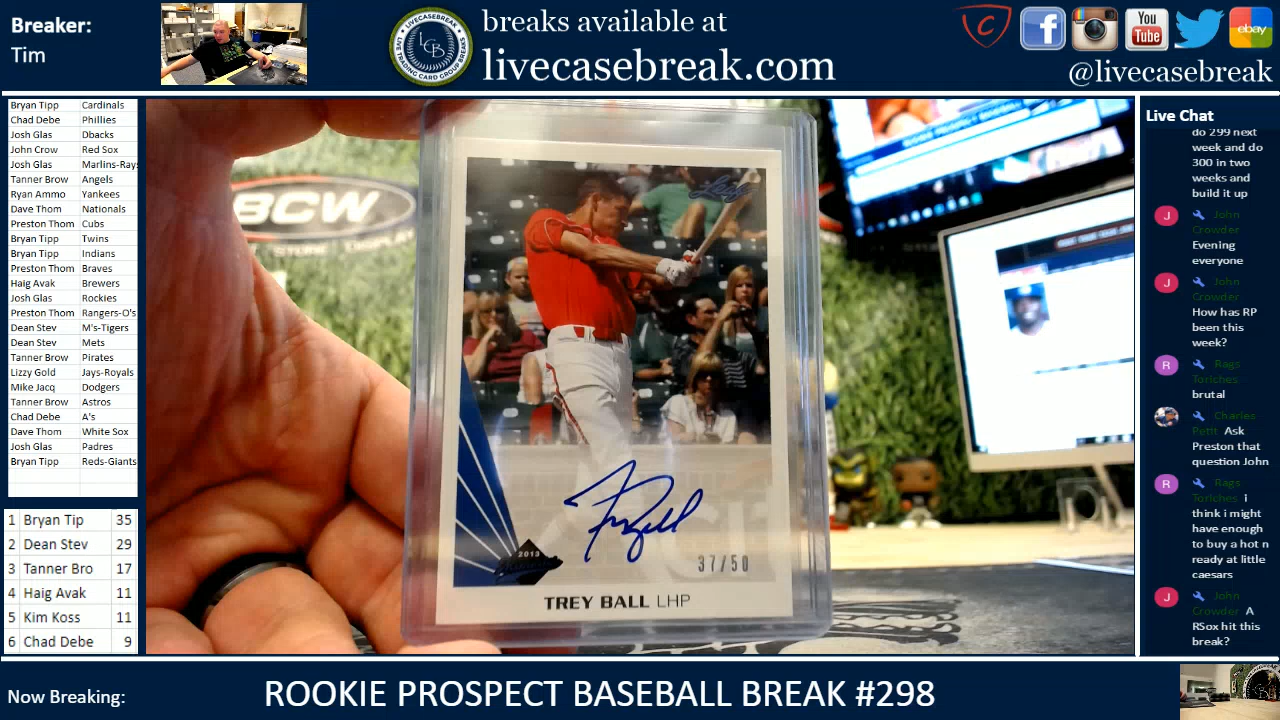 Breaker:
Tim
breaks available at
livecasebreak.com
@livecasebreak
You
Tube
ebay
LCB
Bryan Tipp Cardinals
Chad Debe Phillies
Josh Glas Dbacks
John Crow Red Sox
Josh Glas Marlins-Rays
Tanner Brow Angels
Ryan Ammo Yankees
Dave Thom Nationals
Preston Thom Cubs
Bryan Tipp Twins
Bryan Tipp Indians
Preston Thom Braves
Haig Avak Brewers
Josh Glas Rockies
Preston Thom Rangers-O's
Dean Stev M's-Tigers
Dean Stev Mets
Tanner Brow Pirates
Lizzy Gold Jays-Royals
Mike Jacq Dodgers
Tanner Brow Astros
Chad Debe A's
Dave Thom White Sox
Josh Glas Padres
Bryan Tipp Reds-Giants
1 Bryan Tip 35
2 Dean Stev 29
3 Tanner Bro 17
4 Haig Avak 11
5 Kim Koss 11
6 Chad Debe 9
BCW
Leaf
2013
37/50
TREY BALL LHP
Live Chat
do 299 next
week and do
300 in two
weeks and
build it up
J John
Crowder
Evening
everyone
J John
Crowder
How has RP
been this
week?
R Rags
Toriches
brutal
Charles
Petit Ask
Preston that
question John
R Rags
Toriches i
think i might
have enough
to buy a hot n
ready at little
caesars
J John
Crowder A
RSox hit this
break?
Now Breaking:
ROOKIE PROSPECT BASEBALL BREAK #298